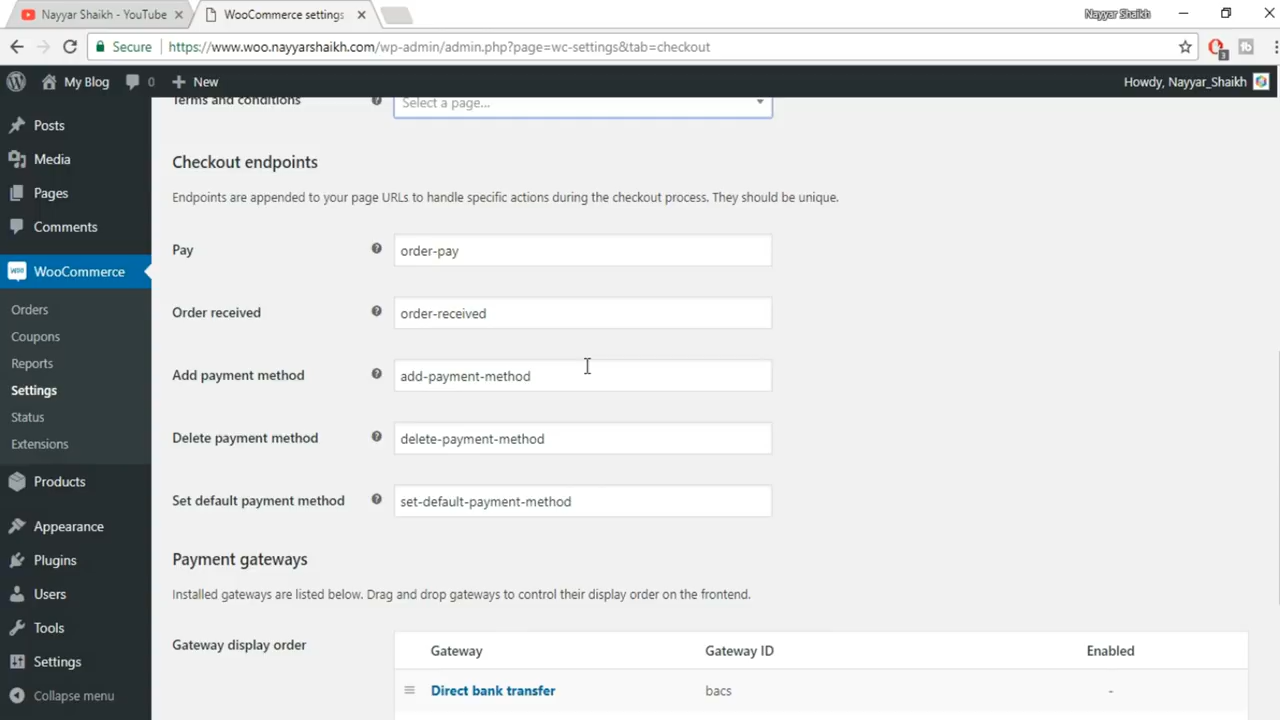 Nayyar Shaikh - YouTube
WooCommerce settings
Nayyar Shaikh
Secure
https://www.woo.nayyarshaikh.com/wp-admin/admin.php?page=wc-settings&tab=checkout
3
My Blog
0
New
Howdy, Nayyar_Shaikh
Posts
Media
Pages
Comments
woo
WooCommerce
Orders
Coupons
Reports
Settings
Status
Extensions
Products
Appearance
Plugins
Users
Tools
Settings
Collapse menu
Terms and conditions
Select a page...
Checkout endpoints
Endpoints are appended to your page URLs to handle specific actions during the checkout process. They should be unique.
Pay
order-pay
Order received
order-received
Add payment method
add-payment-method
Delete payment method
delete-payment-method
Set default payment method
set-default-payment-method
Payment gateways
Installed gateways are listed below. Drag and drop gateways to control their display order on the frontend.
Gateway display order
Gateway
Gateway ID
Enabled
Direct bank transfer
bacs
-